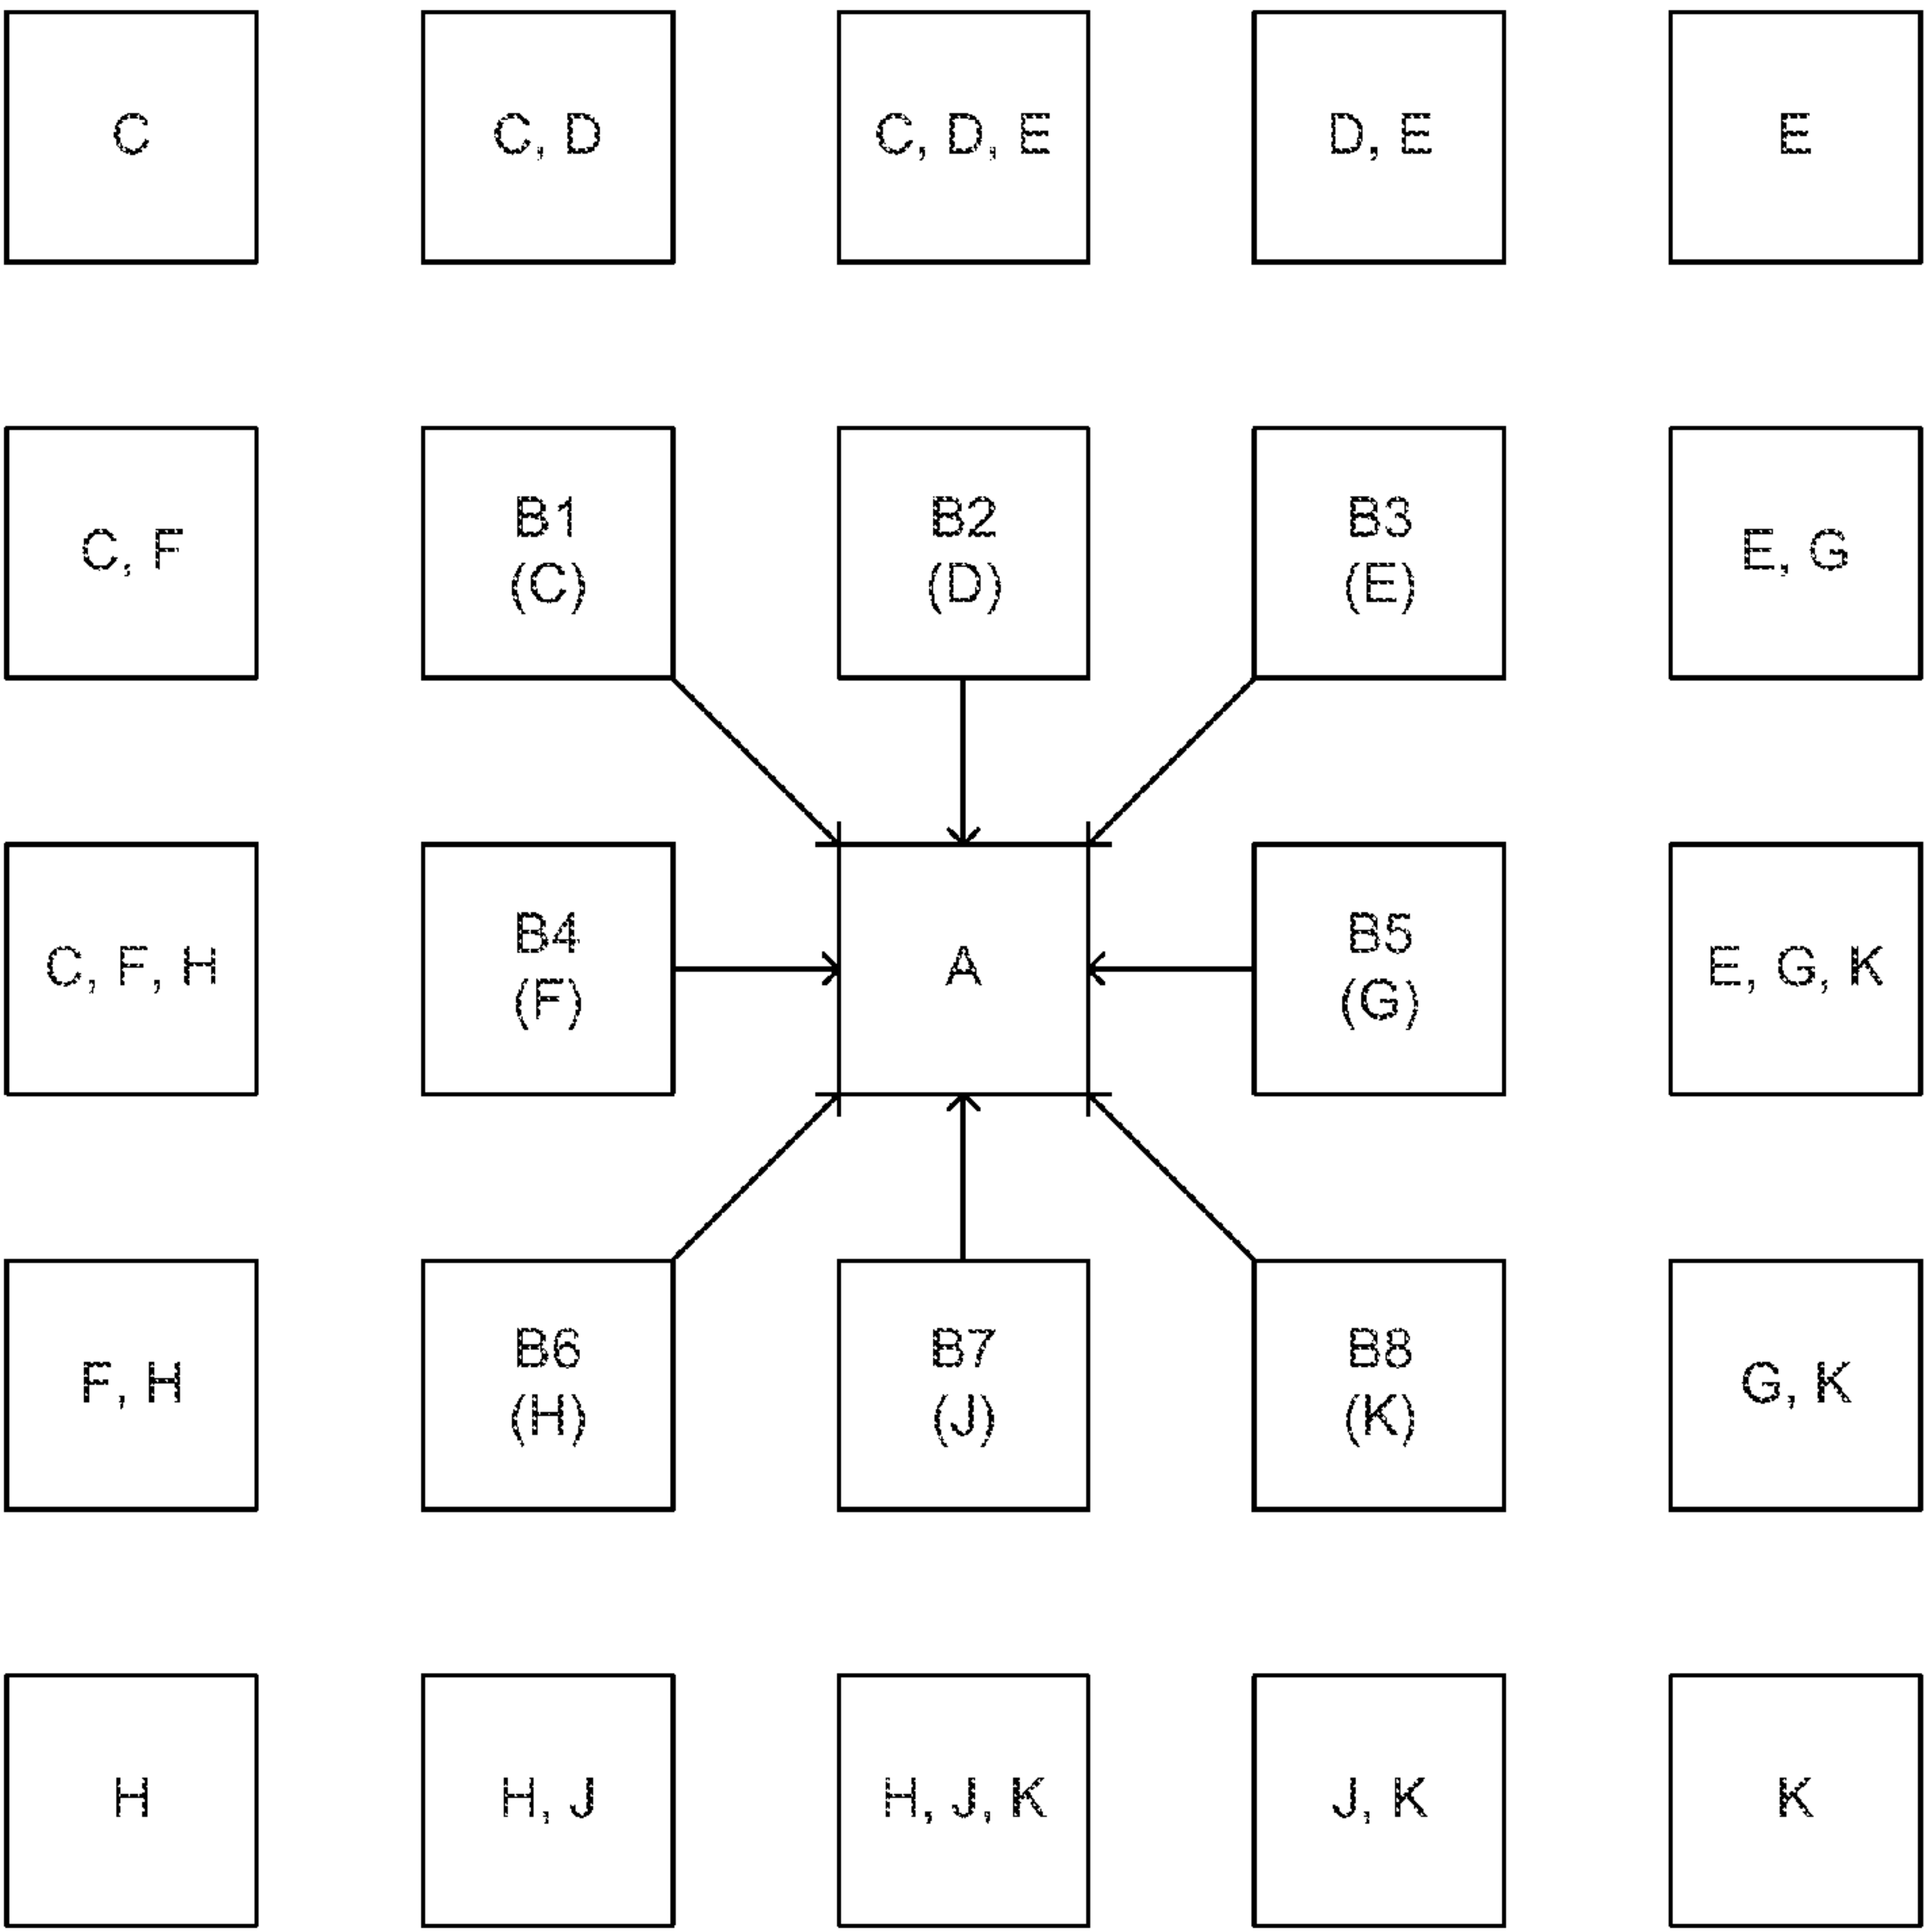 C
C, D
C, D, E
D, E
E
C, F
B1
(C)
B2
(D)
B3
(E)
E, G
C, F, H
B4
(F)
A
B5
(G)
E, G, K
F, H
B6
(H)
B7
(J)
B8
(K)
G, K
H
H, J
H, J, K
J, K
K